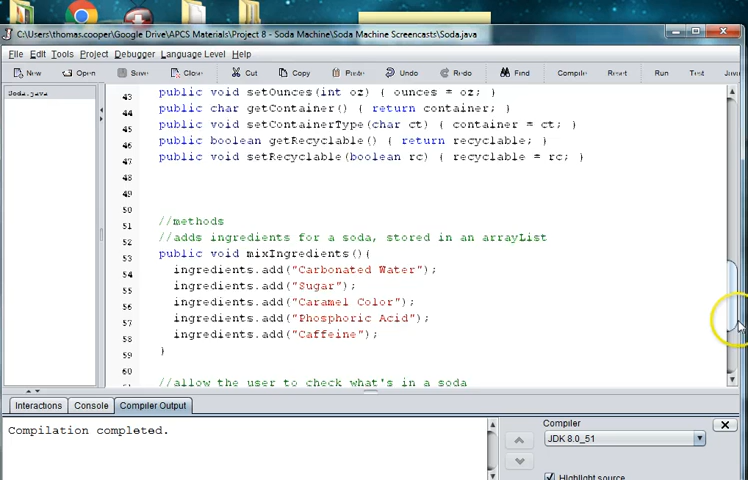 C:\Users\thomas.cooper\Google Drive\APCS Materials\Project 8 - Soda Machine\Soda Machine Screencasts\Soda.java
File Edit Tools Project Debugger Language Level Help
New Open Save Close Cut Copy Paste Undo Redo Find Compile Reset Run Test
Soda.java
43 public void setOunces(int oz) { ounces = oz; }
44 public char getContainer() { return container; }
45 public void setContainerType(char ct) { container = ct; }
46 public boolean getRecyclable() { return recyclable; }
47 public void setRecyclable(boolean rc) { recyclable = rc; }
48
49
50
51 //methods
52 //adds ingredients for a soda, stored in an arrayList
53 public void mixIngredients(){
54 ingredients.add("Carbonated Water");
55 ingredients.add("Sugar");
56 ingredients.add("Caramel Color");
57 ingredients.add("Phosphoric Acid");
58 ingredients.add("Caffeine");
59 }
60
//allow the user to check what's in a soda
Interactions Console Compiler Output
Compilation completed.
Compiler
JDK 8.0_51
Highlight source